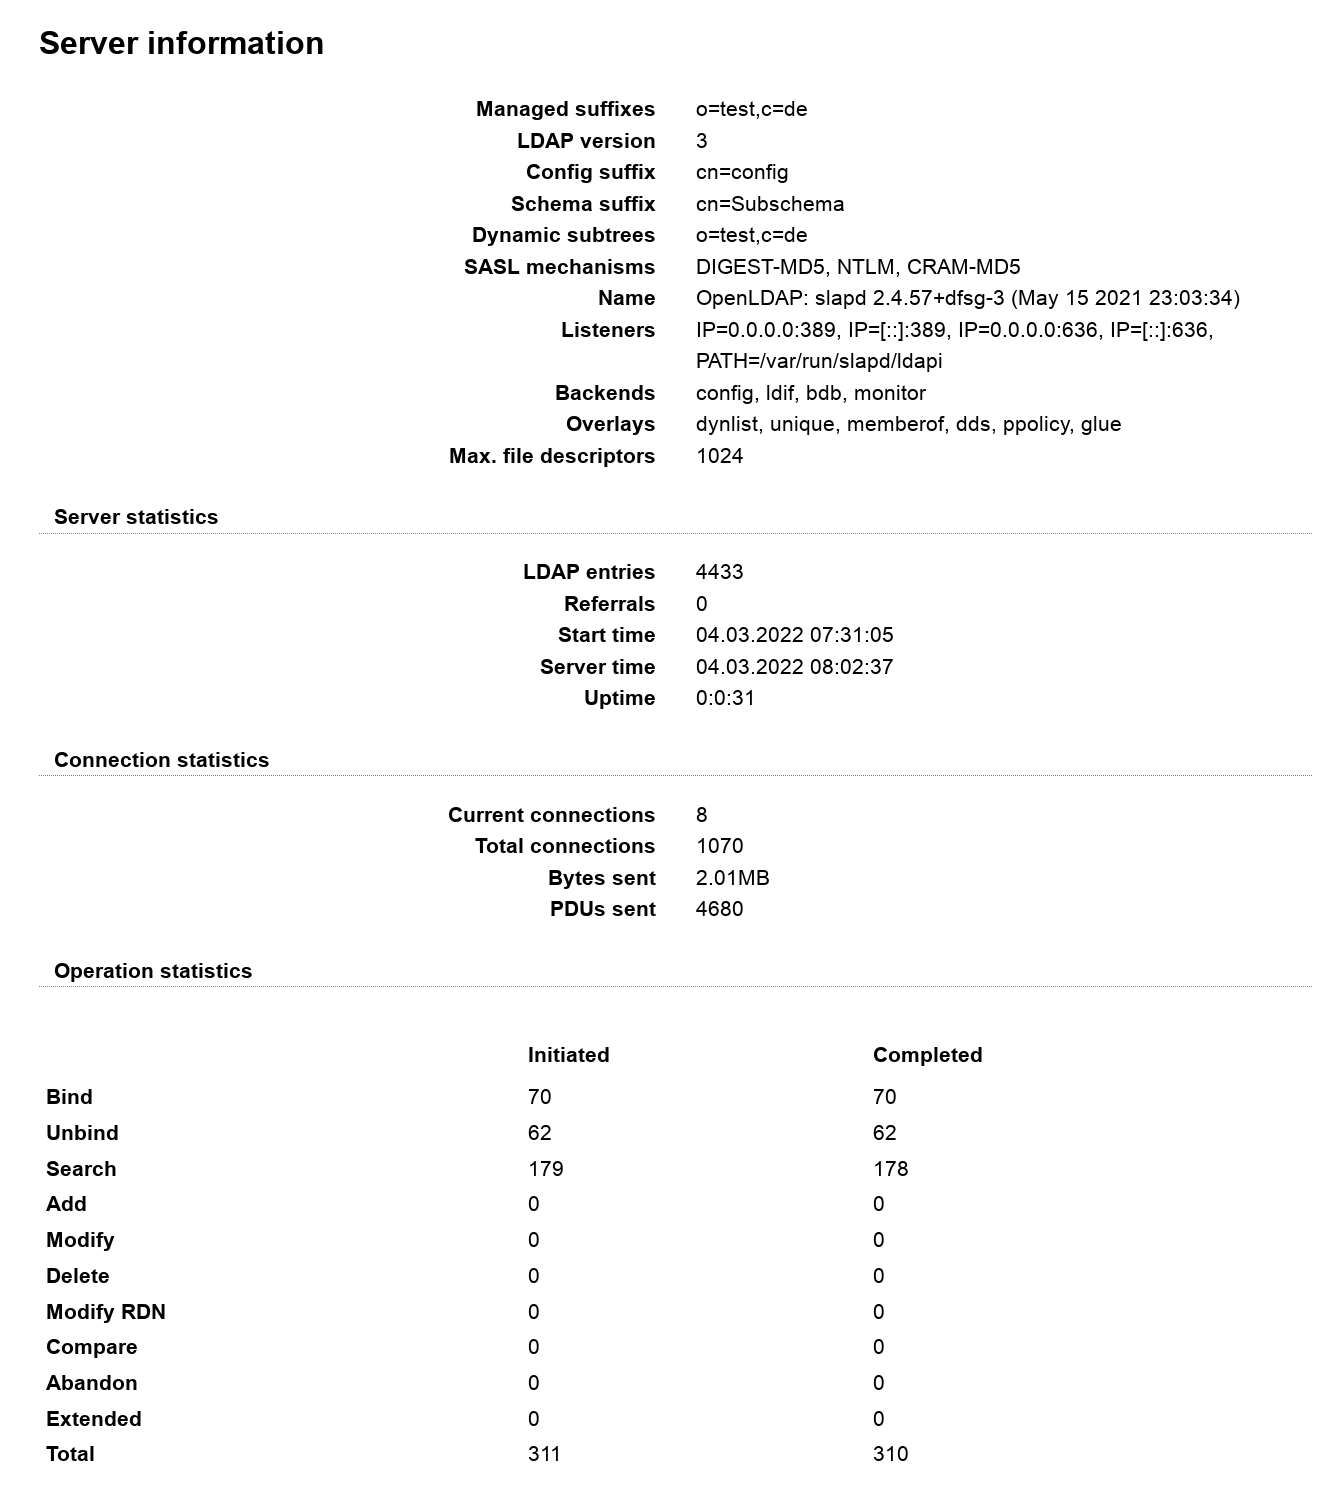 Server information
Managed suffixes o=test,c=de
LDAP version 3
Config suffix cn=config
Schema suffix cn=Subschema
Dynamic subtrees o=test,c=de
SASL mechanisms DIGEST-MD5, NTLM, CRAM-MD5
Name OpenLDAP: slapd 2.4.57+dfsg-3 (May 15 2021 23:03:34)
Listeners IP=0.0.0.0:389, IP=[::]:389, IP=0.0.0.0:636, IP=[::]:636,
PATH=/var/run/slapd/ldapi
Backends config, ldif, bdb, monitor
Overlays dynlist, unique, memberof, dds, ppolicy, glue
Max. file descriptors 1024
Server statistics
LDAP entries 4433
Referrals 0
Start time 04.03.2022 07:31:05
Server time 04.03.2022 08:02:37
Uptime 0:0:31
Connection statistics
Current connections 8
Total connections 1070
Bytes sent 2.01MB
PDUs sent 4680
Operation statistics
Initiated Completed
Bind 70 70
Unbind 62 62
Search 179 178
Add 0 0
Modify 0 0
Delete 0 0
Modify RDN 0 0
Compare 0 0
Abandon 0 0
Extended 0 0
Total 311 310